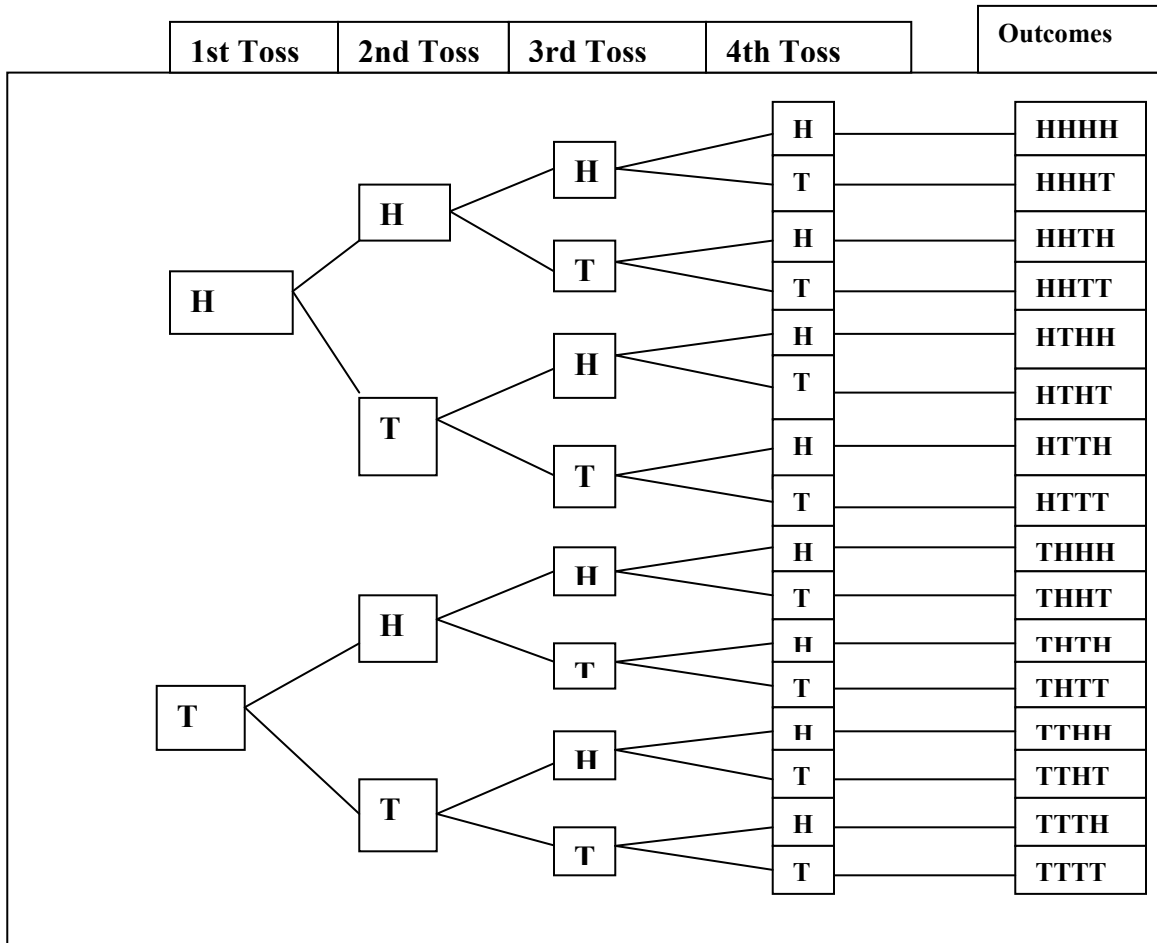 1st Toss 2nd Toss 3rd Toss 4th Toss Outcomes
H HHHH
H
T HHHT
H
H HHTH
T
T HHTT
H
H HTHH
H
T HTHT
T
H HTTH
T
T HTTT
H THHH
H
T THHT
H
H THTH
T
T THTT
T
H TTHH
H
T TTHT
T
H TTTH
T
T TTTT